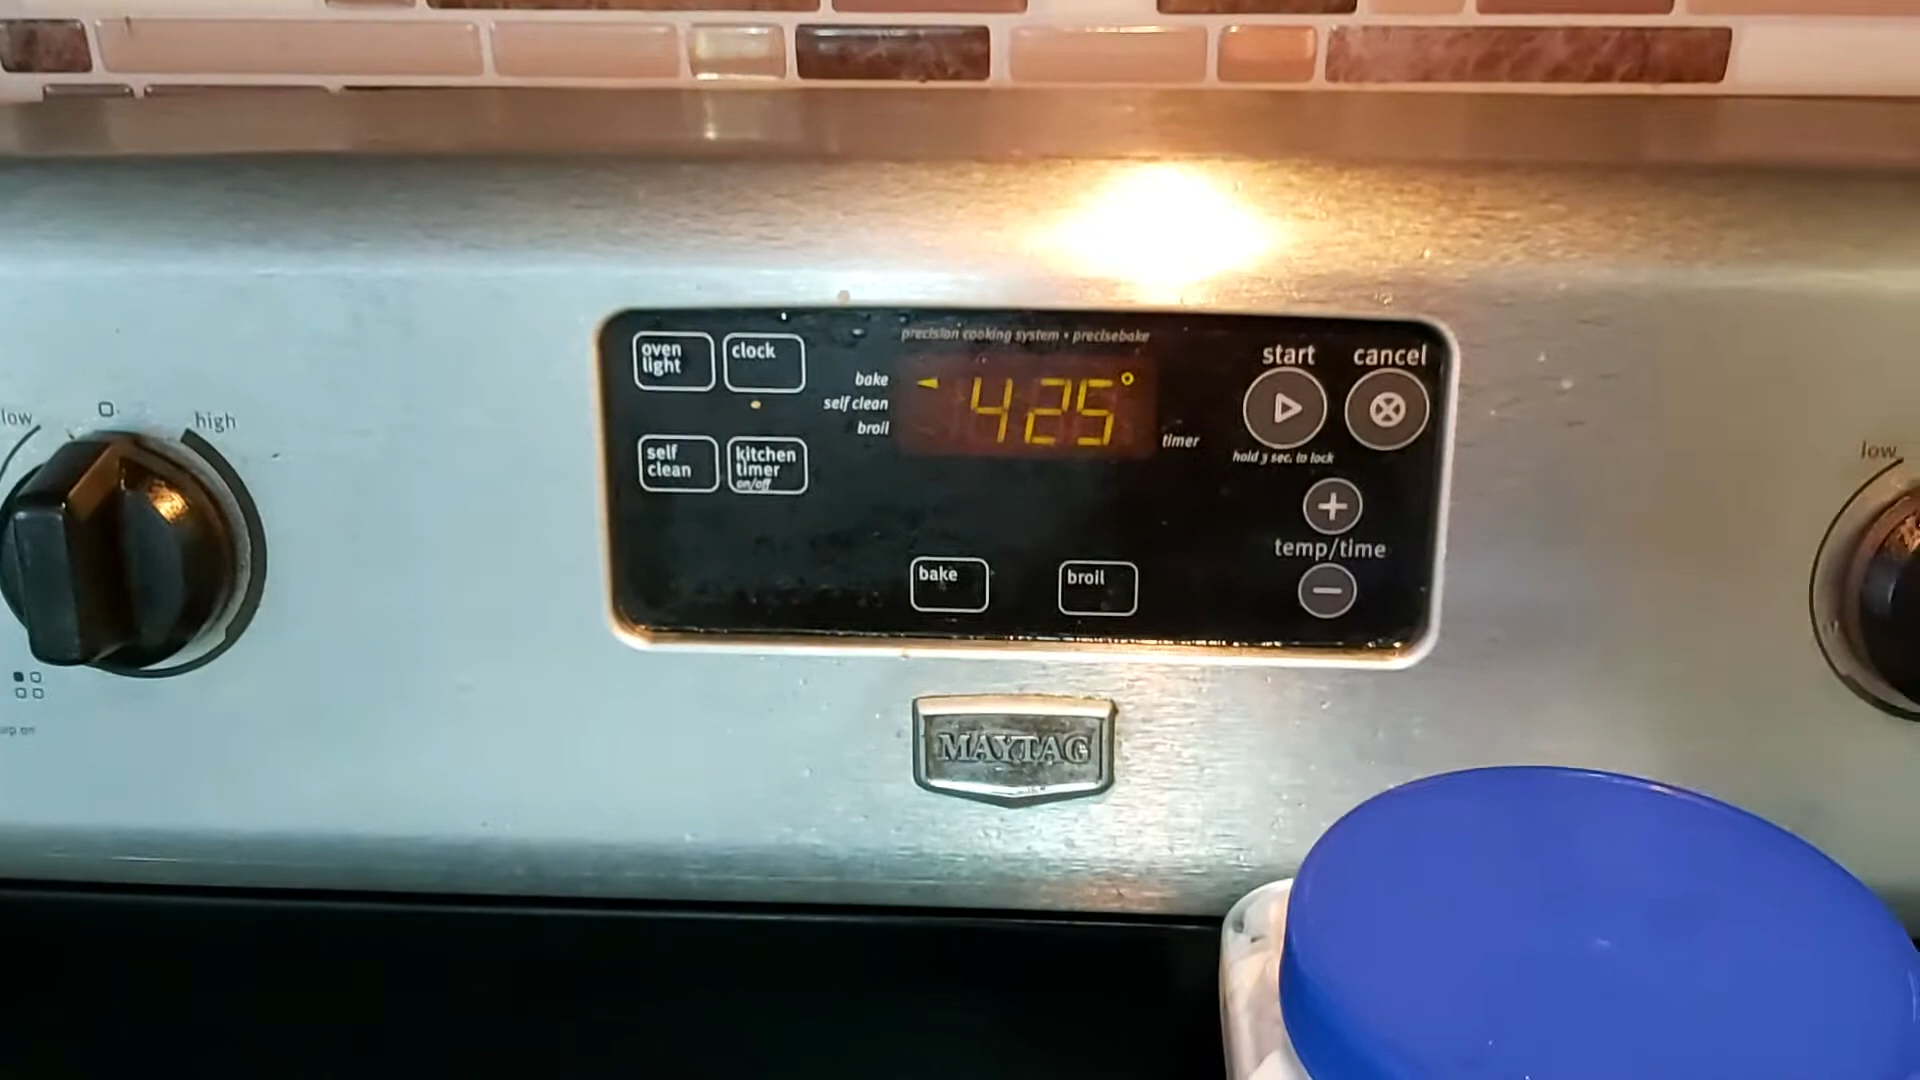 precision cooking system • precisebake
oven
light
clock
bake
self clean
broil
425°
timer
start
cancel
hold 3 sec. to lock
self
clean
kitchen
timer
on/off
temp/time
bake
broil
low
high
low
MAYTAG